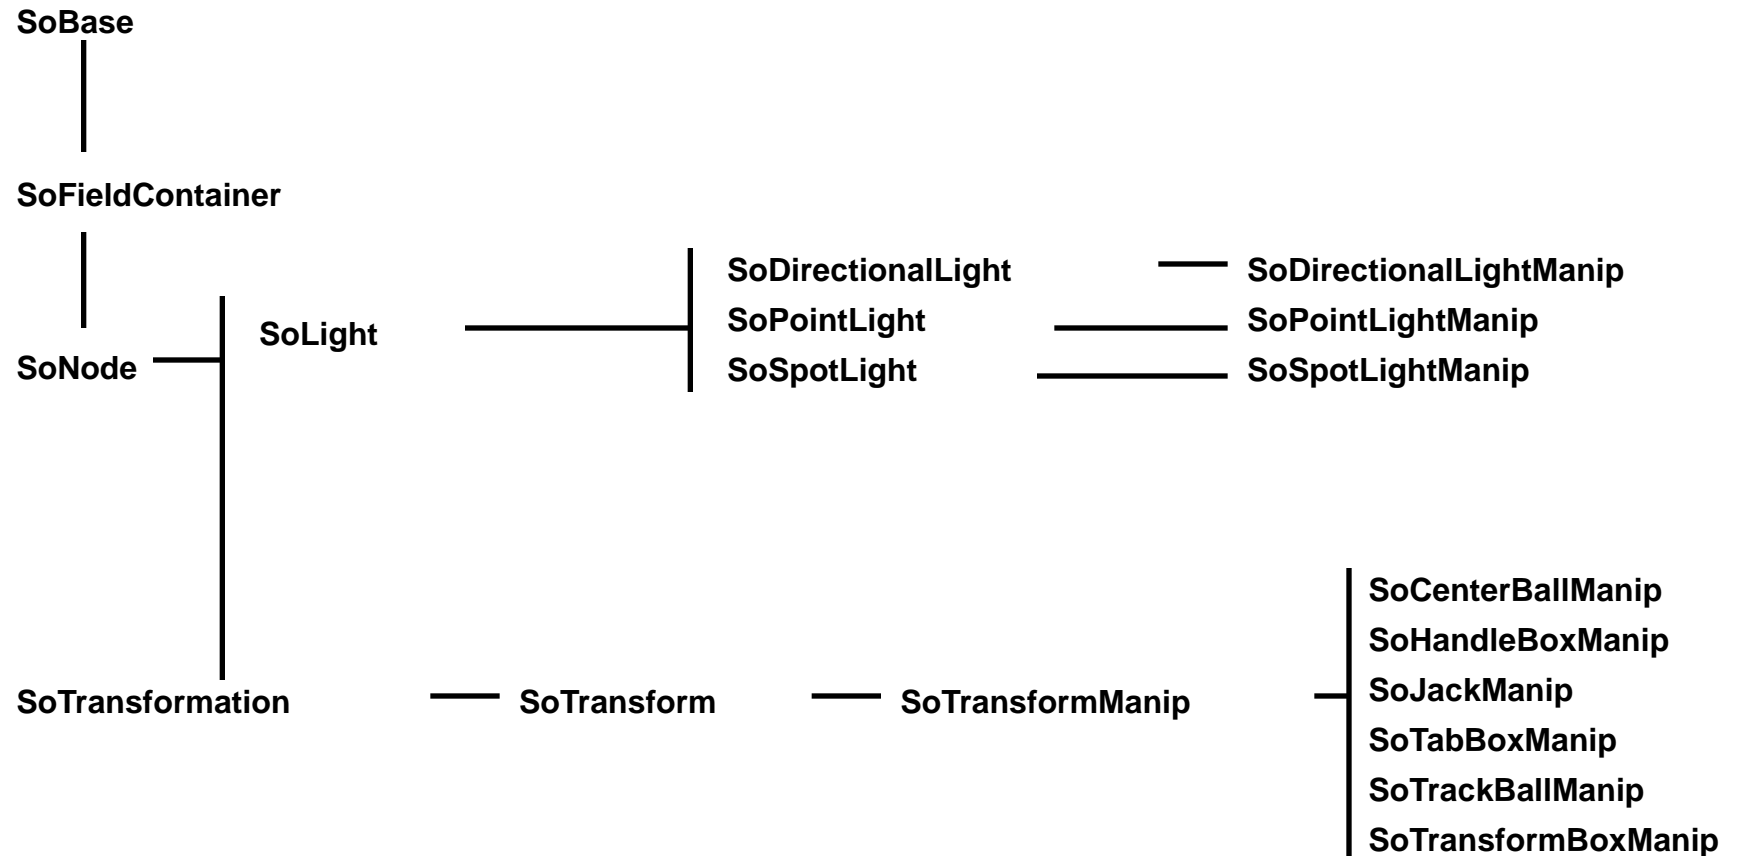 SoBase
SoFieldContainer
SoDirectionalLight SoDirectionalLightManip
SoLight SoPointLight SoPointLightManip
SoNode SoSpotLight SoSpotLightManip
SoCenterBallManip
SoHandleBoxManip
SoTransformation SoTransform SoTransformManip SoJackManip
SoTabBoxManip
SoTrackBallManip
SoTransformBoxManip